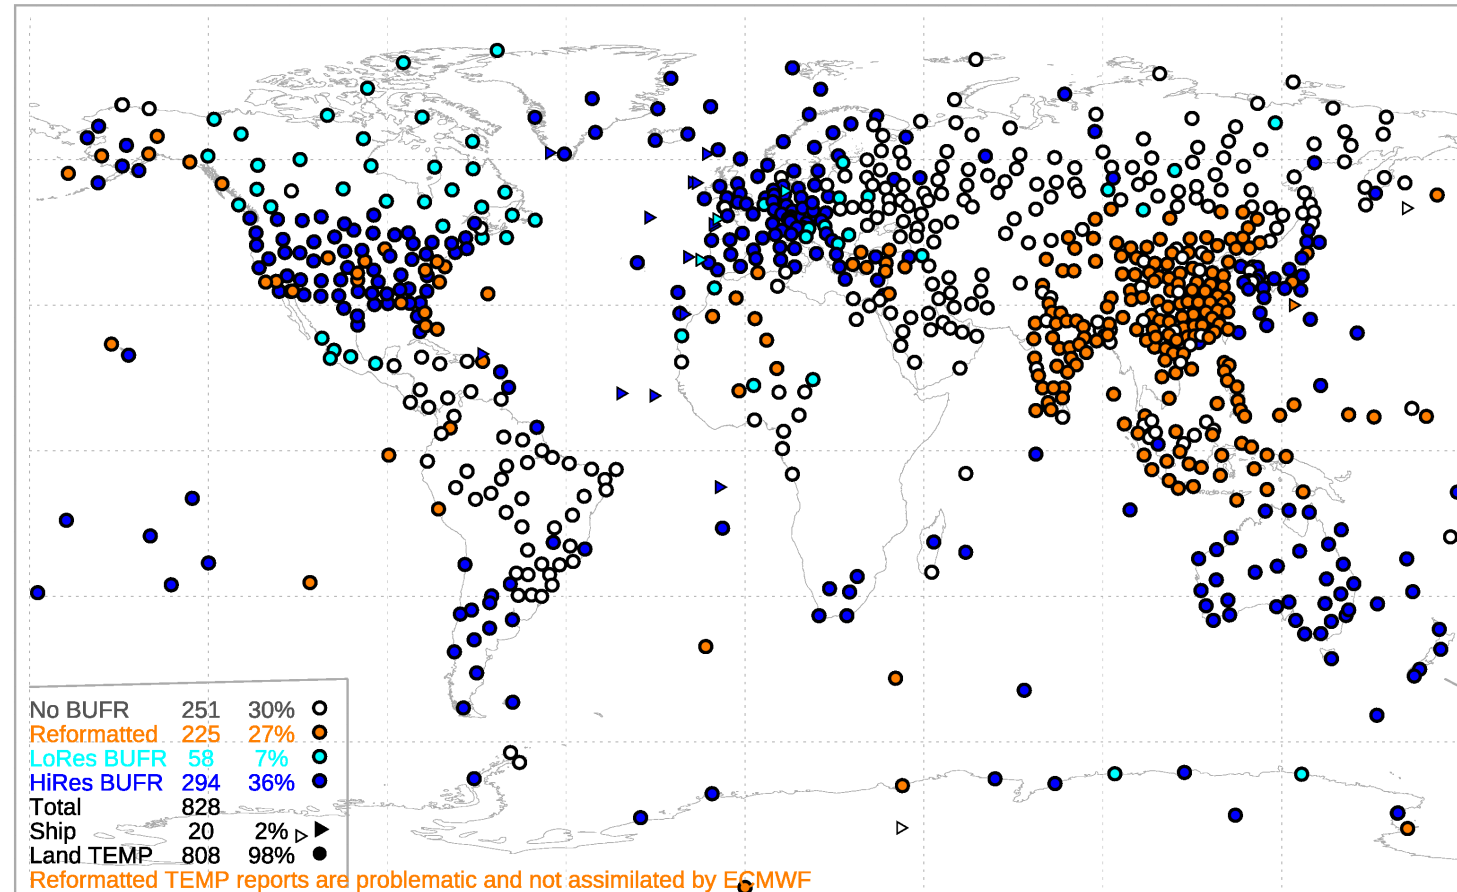 No BUFR 251 30%
Reformatted 225 27%
LoRes BUFR 58 7%
HiRes BUFR 294 36%
Total 828
Ship 20 2%
Land TEMP 808 98%
Reformatted TEMP reports are problematic and not assimilated by ECMWF